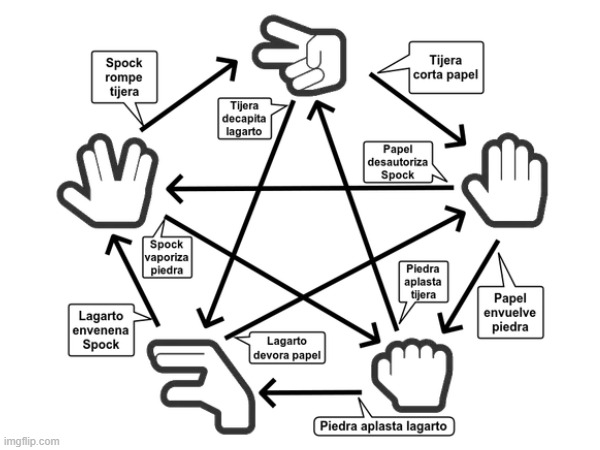 Spock
rompe
tijera
Tijera
corta papel
Tijera
decapita
lagarto
Papel
desautoriza
Spock
Spock
vaporiza
piedra
Piedra
aplasta
tijera
Papel
envuelve
piedra
Lagarto
envenena
Spock
Lagarto
devora papel
Piedra aplasta lagarto
imgflip.com